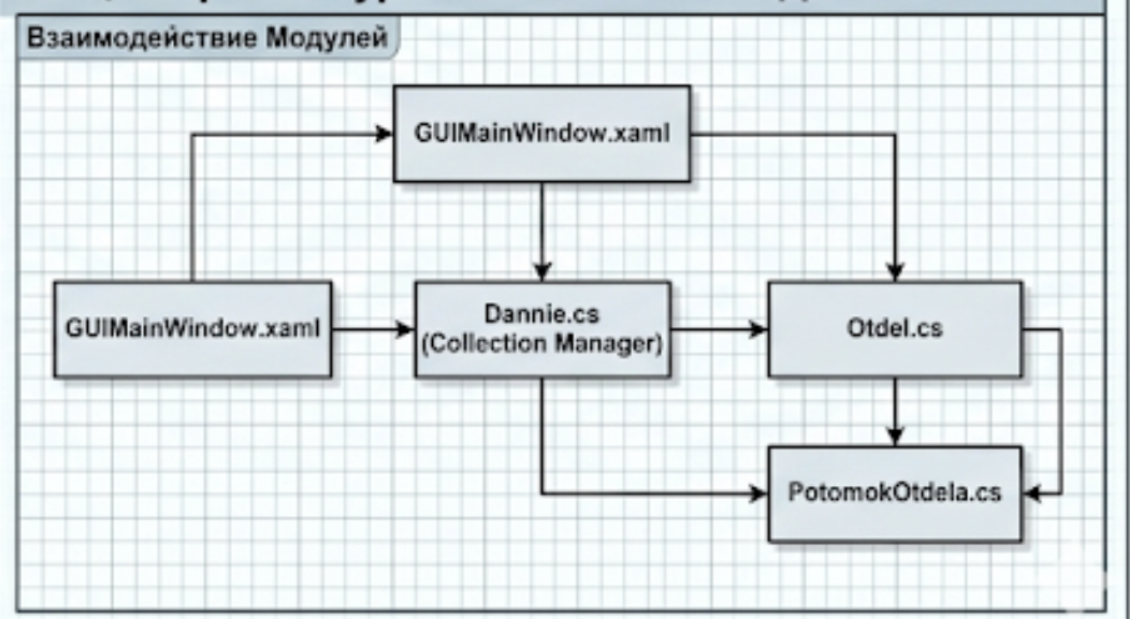 Взаимодействие Модулей
GUIMainWindow.xaml
GUIMainWindow.xaml
Dannie.cs
(Collection Manager)
Otdel.cs
PotomokOtdela.cs